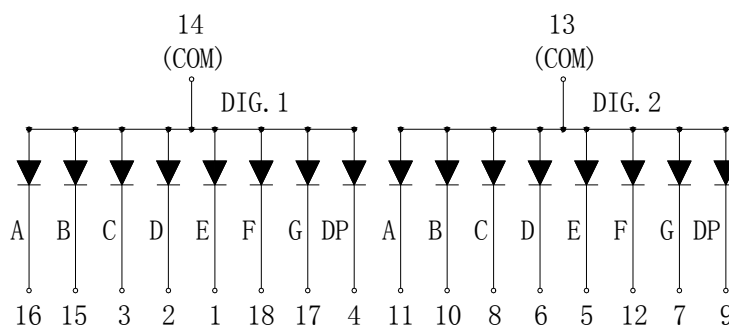 14 13
(COM) (COM)
DIG. 1 DIG. 2
A B C D E F G DP A B C D E F G DP
16 15 3 2 1 18 17 4 11 10 8 6 5 12 7 9